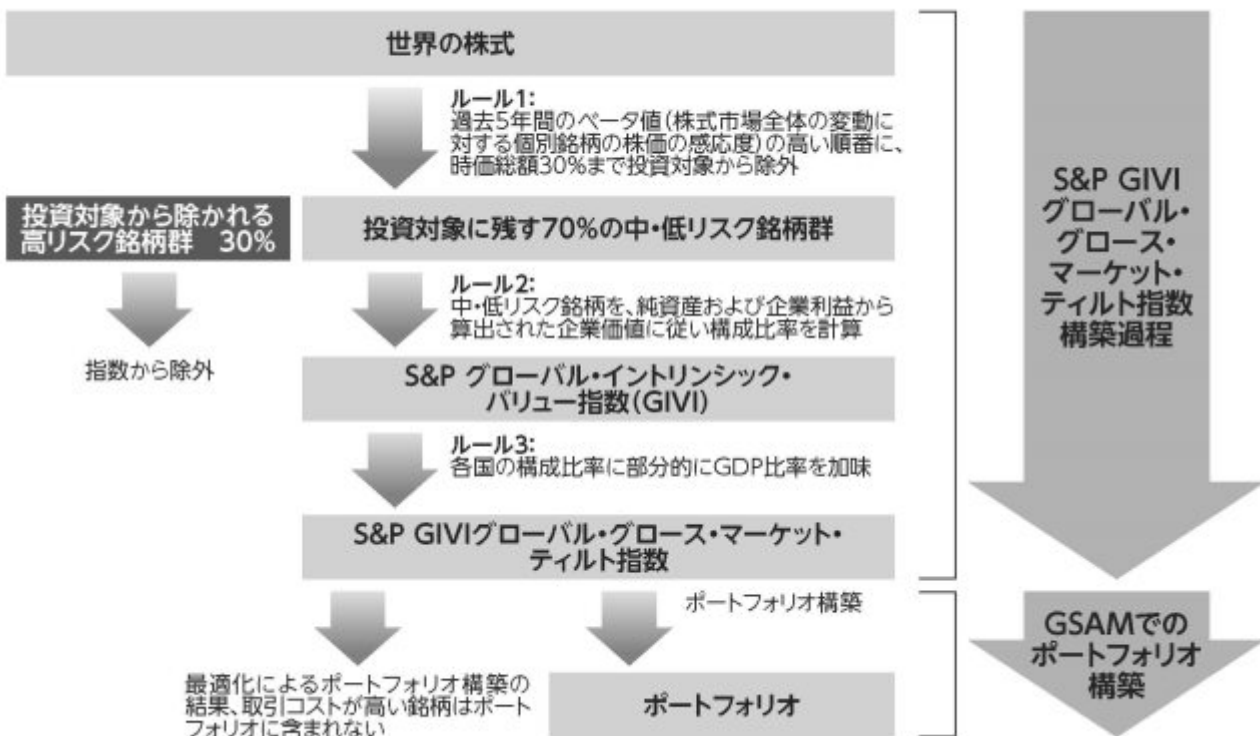 世界の株式
ルール1:
過去5年間のベータ値(株式市場全体の変動に
対する個別銘柄の株価の感応度)の高い順番に、
時価総額30%まで投資対象から除外
投資対象から除かれる
高リスク銘柄群　30%
投資対象に残す70%の中・低リスク銘柄群
ルール2:
中・低リスク銘柄を、純資産および企業利益から
算出された企業価値に従い構成比率を計算
指数から除外
S&P グローバル・イントリンシック・
バリュー指数(GIVI)
ルール3:
各国の構成比率に部分的にGDP比率を加味
S&P GIVIグローバル・グロース・マーケット・
ティルト指数
ポートフォリオ構築
最適化によるポートフォリオ構築の
結果、取引コストが高い銘柄はポート
フォリオに含まれない
ポートフォリオ
S&P GIVI
グローバル・
グロース・
マーケット・
ティルト指数
構築過程
GSAMでの
ポートフォリオ
構築